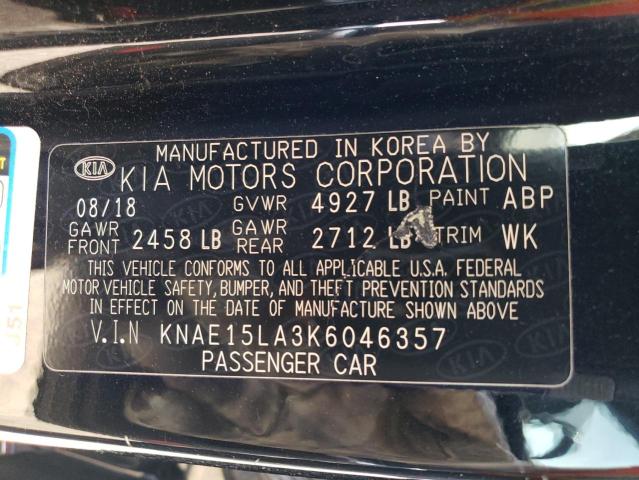 MANUFACTURED IN KOREA BY
KIA KIA MOTORS CORPORATION
08/18 GVWR 4927 LB PAINT ABP
GAWR FRONT 2458 LB GAWR REAR 2712 LB TRIM WK
THIS VEHICLE CONFORMS TO ALL APPLICABLE U.S.A. FEDERAL
MOTOR VEHICLE SAFETY, BUMPER, AND THEFT PREVENTION STANDARDS
IN EFFECT ON THE DATE OF MANUFACTURE SHOWN ABOVE
V.I.N KNAE15LA3K6046357
PASSENGER CAR